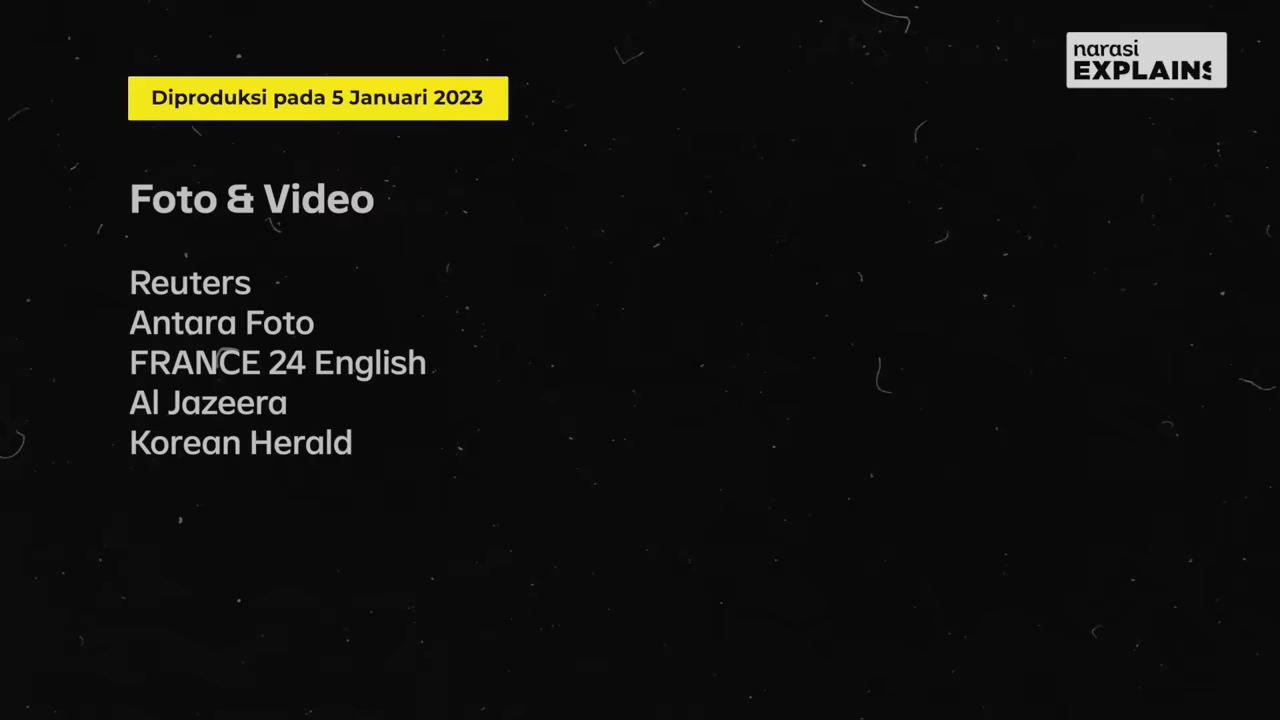 narasi
EXPLAINS
Diproduksi pada 5 Januari 2023
Foto & Video
Reuters
Antara Foto
FRANCE 24 English
Al Jazeera
Korean Herald